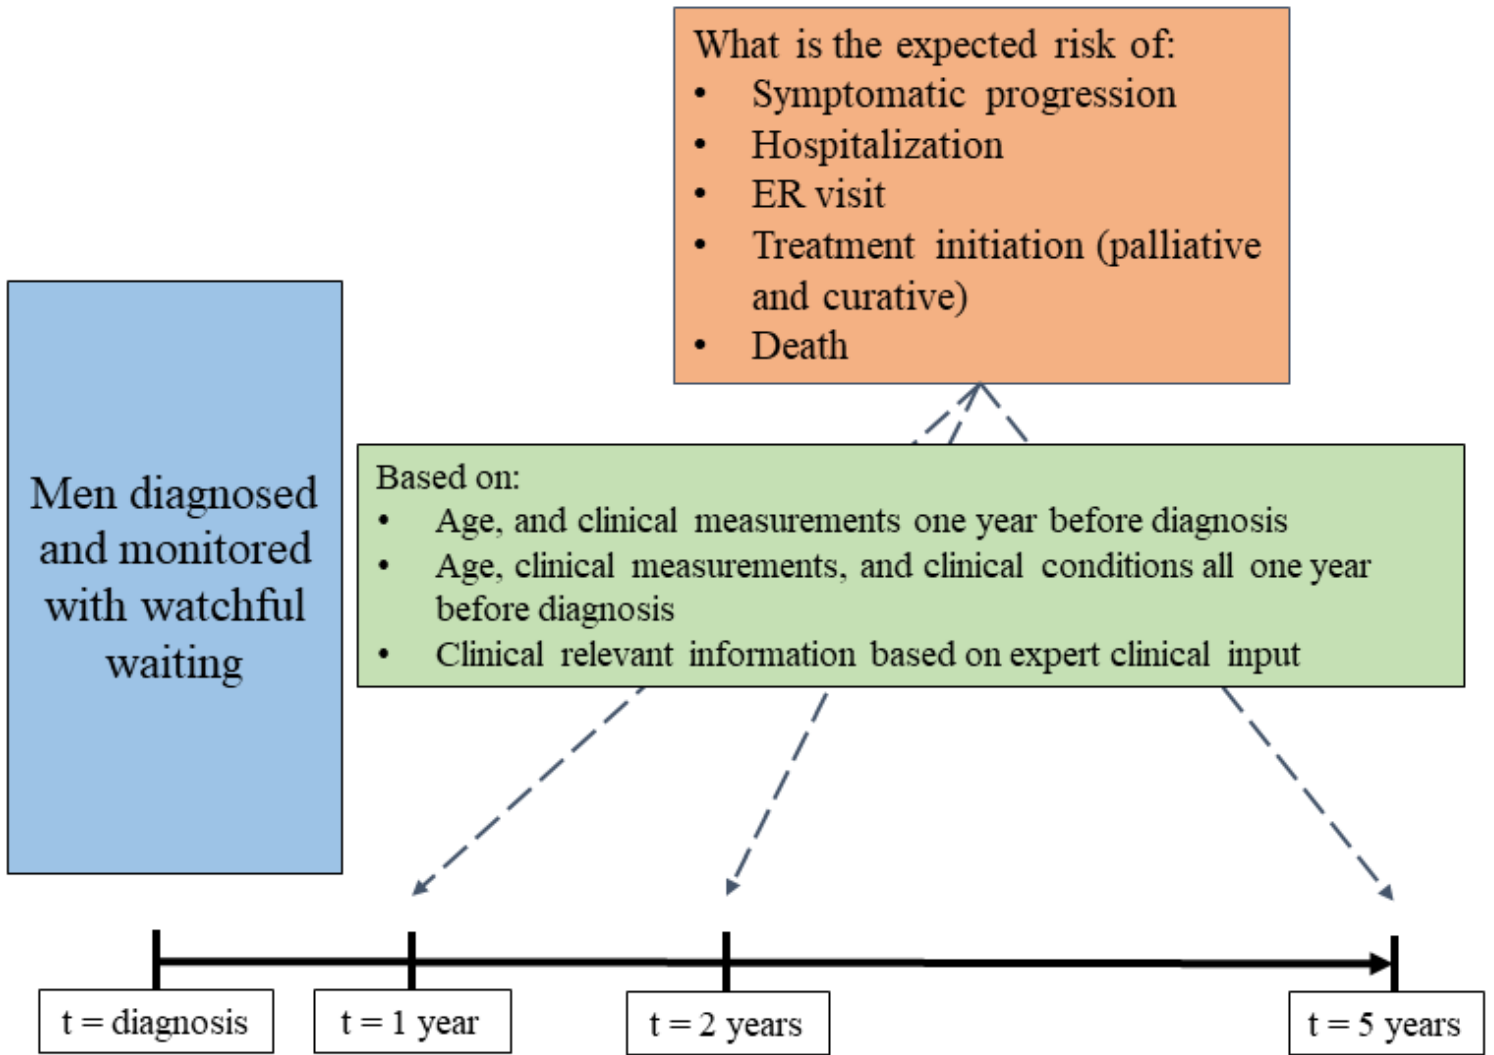 What is the expected risk of:
• Symptomatic progression
• Hospitalization
• ER visit
• Treatment initiation (palliative
and curative)
• Death
Men diagnosed
and monitored
with watchful
waiting
Based on:
• Age, and clinical measurements one year before diagnosis
• Age, clinical measurements, and clinical conditions all one year
before diagnosis
• Clinical relevant information based on expert clinical input
t = diagnosis
t = 1 year
t = 2 years
t = 5 years